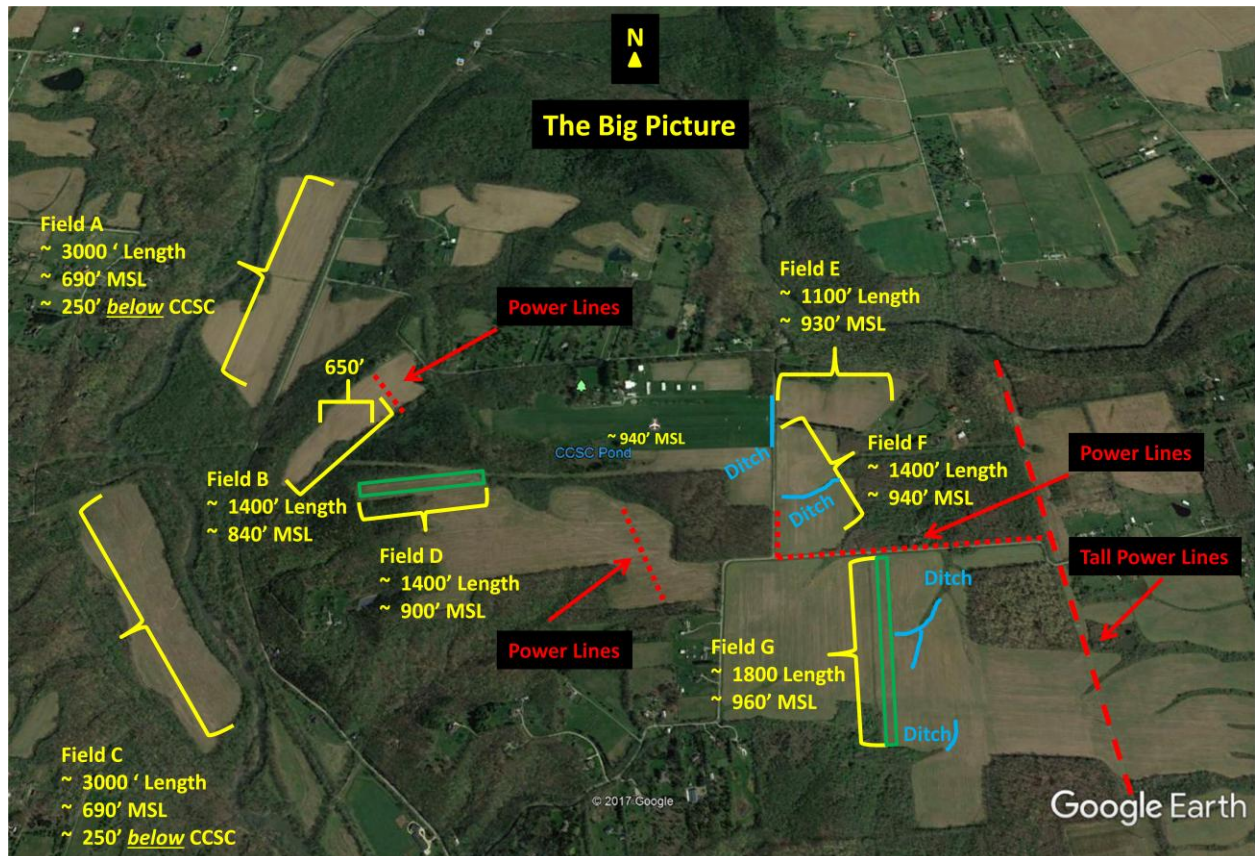 N
The Big Picture
Field A
~ 3000 ‘ Length
~ 690’ MSL
~ 250’ below CCSC
Power Lines
Field E
~ 1100’ Length
~ 930’ MSL
650’
~940’ MSL
CCSC Pond
Ditch
Ditch
Field F
~ 1400’ Length
~ 940’ MSL
Power Lines
Field B
~ 1400’ Length
~ 840’ MSL
Field D
~ 1400’ Length
~ 900’ MSL
Power Lines
Tall Power Lines
Ditch
Field G
~ 1800 Length
~ 960’ MSL
Ditch
Field C
~ 3000 ‘ Length
~ 690’ MSL
~ 250’ below CCSC
© 2017 Google
Google Earth